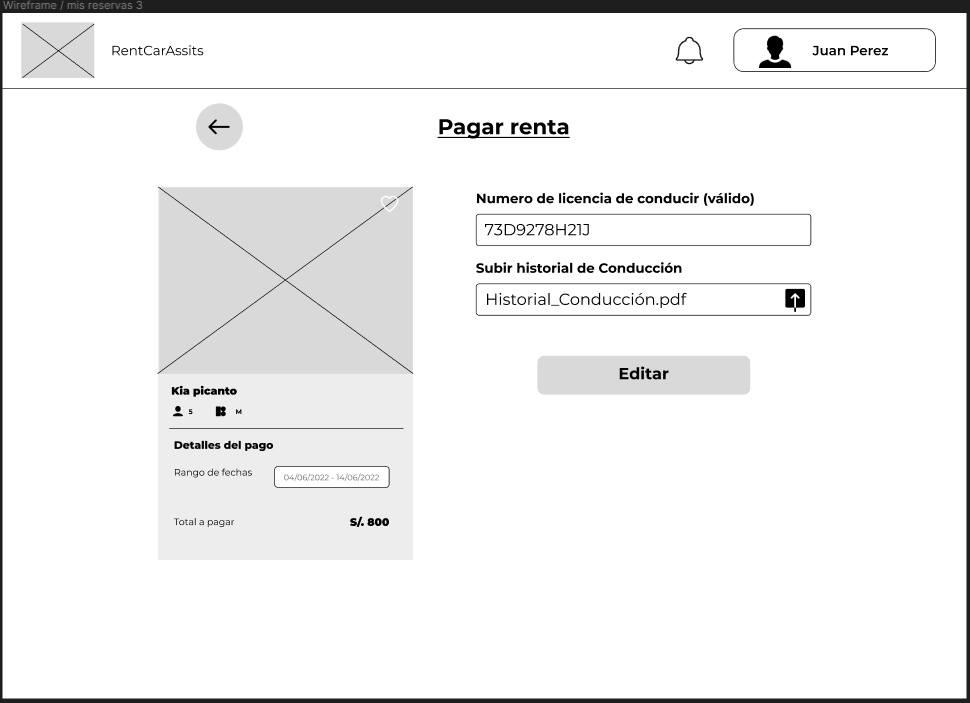 Wireframe / mis reservas 3
RentCarAssits
Juan Perez
Pagar renta
Numero de licencia de conducir (válido)
73D9278H21J
Subir historial de Conducción
Historial_Conducción.pdf
Editar
Kia picanto
5 M
Detalles del pago
Rango de fechas 04/06/2022 - 14/06/2022
Total a pagar S/. 800